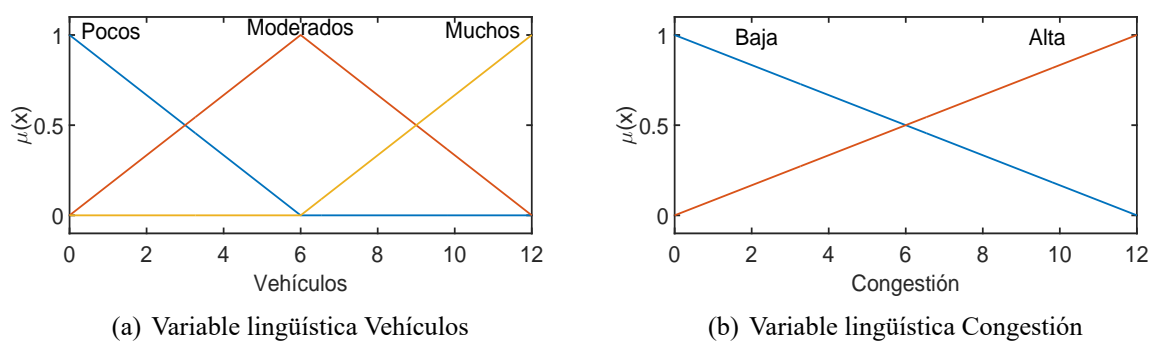 Pocos Moderados Muchos
1
0.5
0
μ(x)
0 2 4 6 8 10 12
Vehículos
(a) Variable lingüística Vehículos
Baja Alta
1
0.5
0
μ(x)
0 2 4 6 8 10 12
Congestión
(b) Variable lingüística Congestión